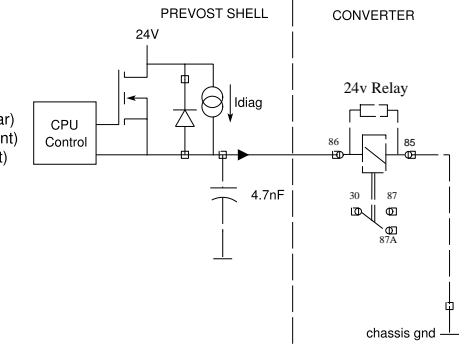 PREVOST SHELL
CONVERTER
24V
24v Relay
Idiag
ar)
nt)
t)
CPU
Control
86
85
4.7nF
30
87
87A
chassis gnd